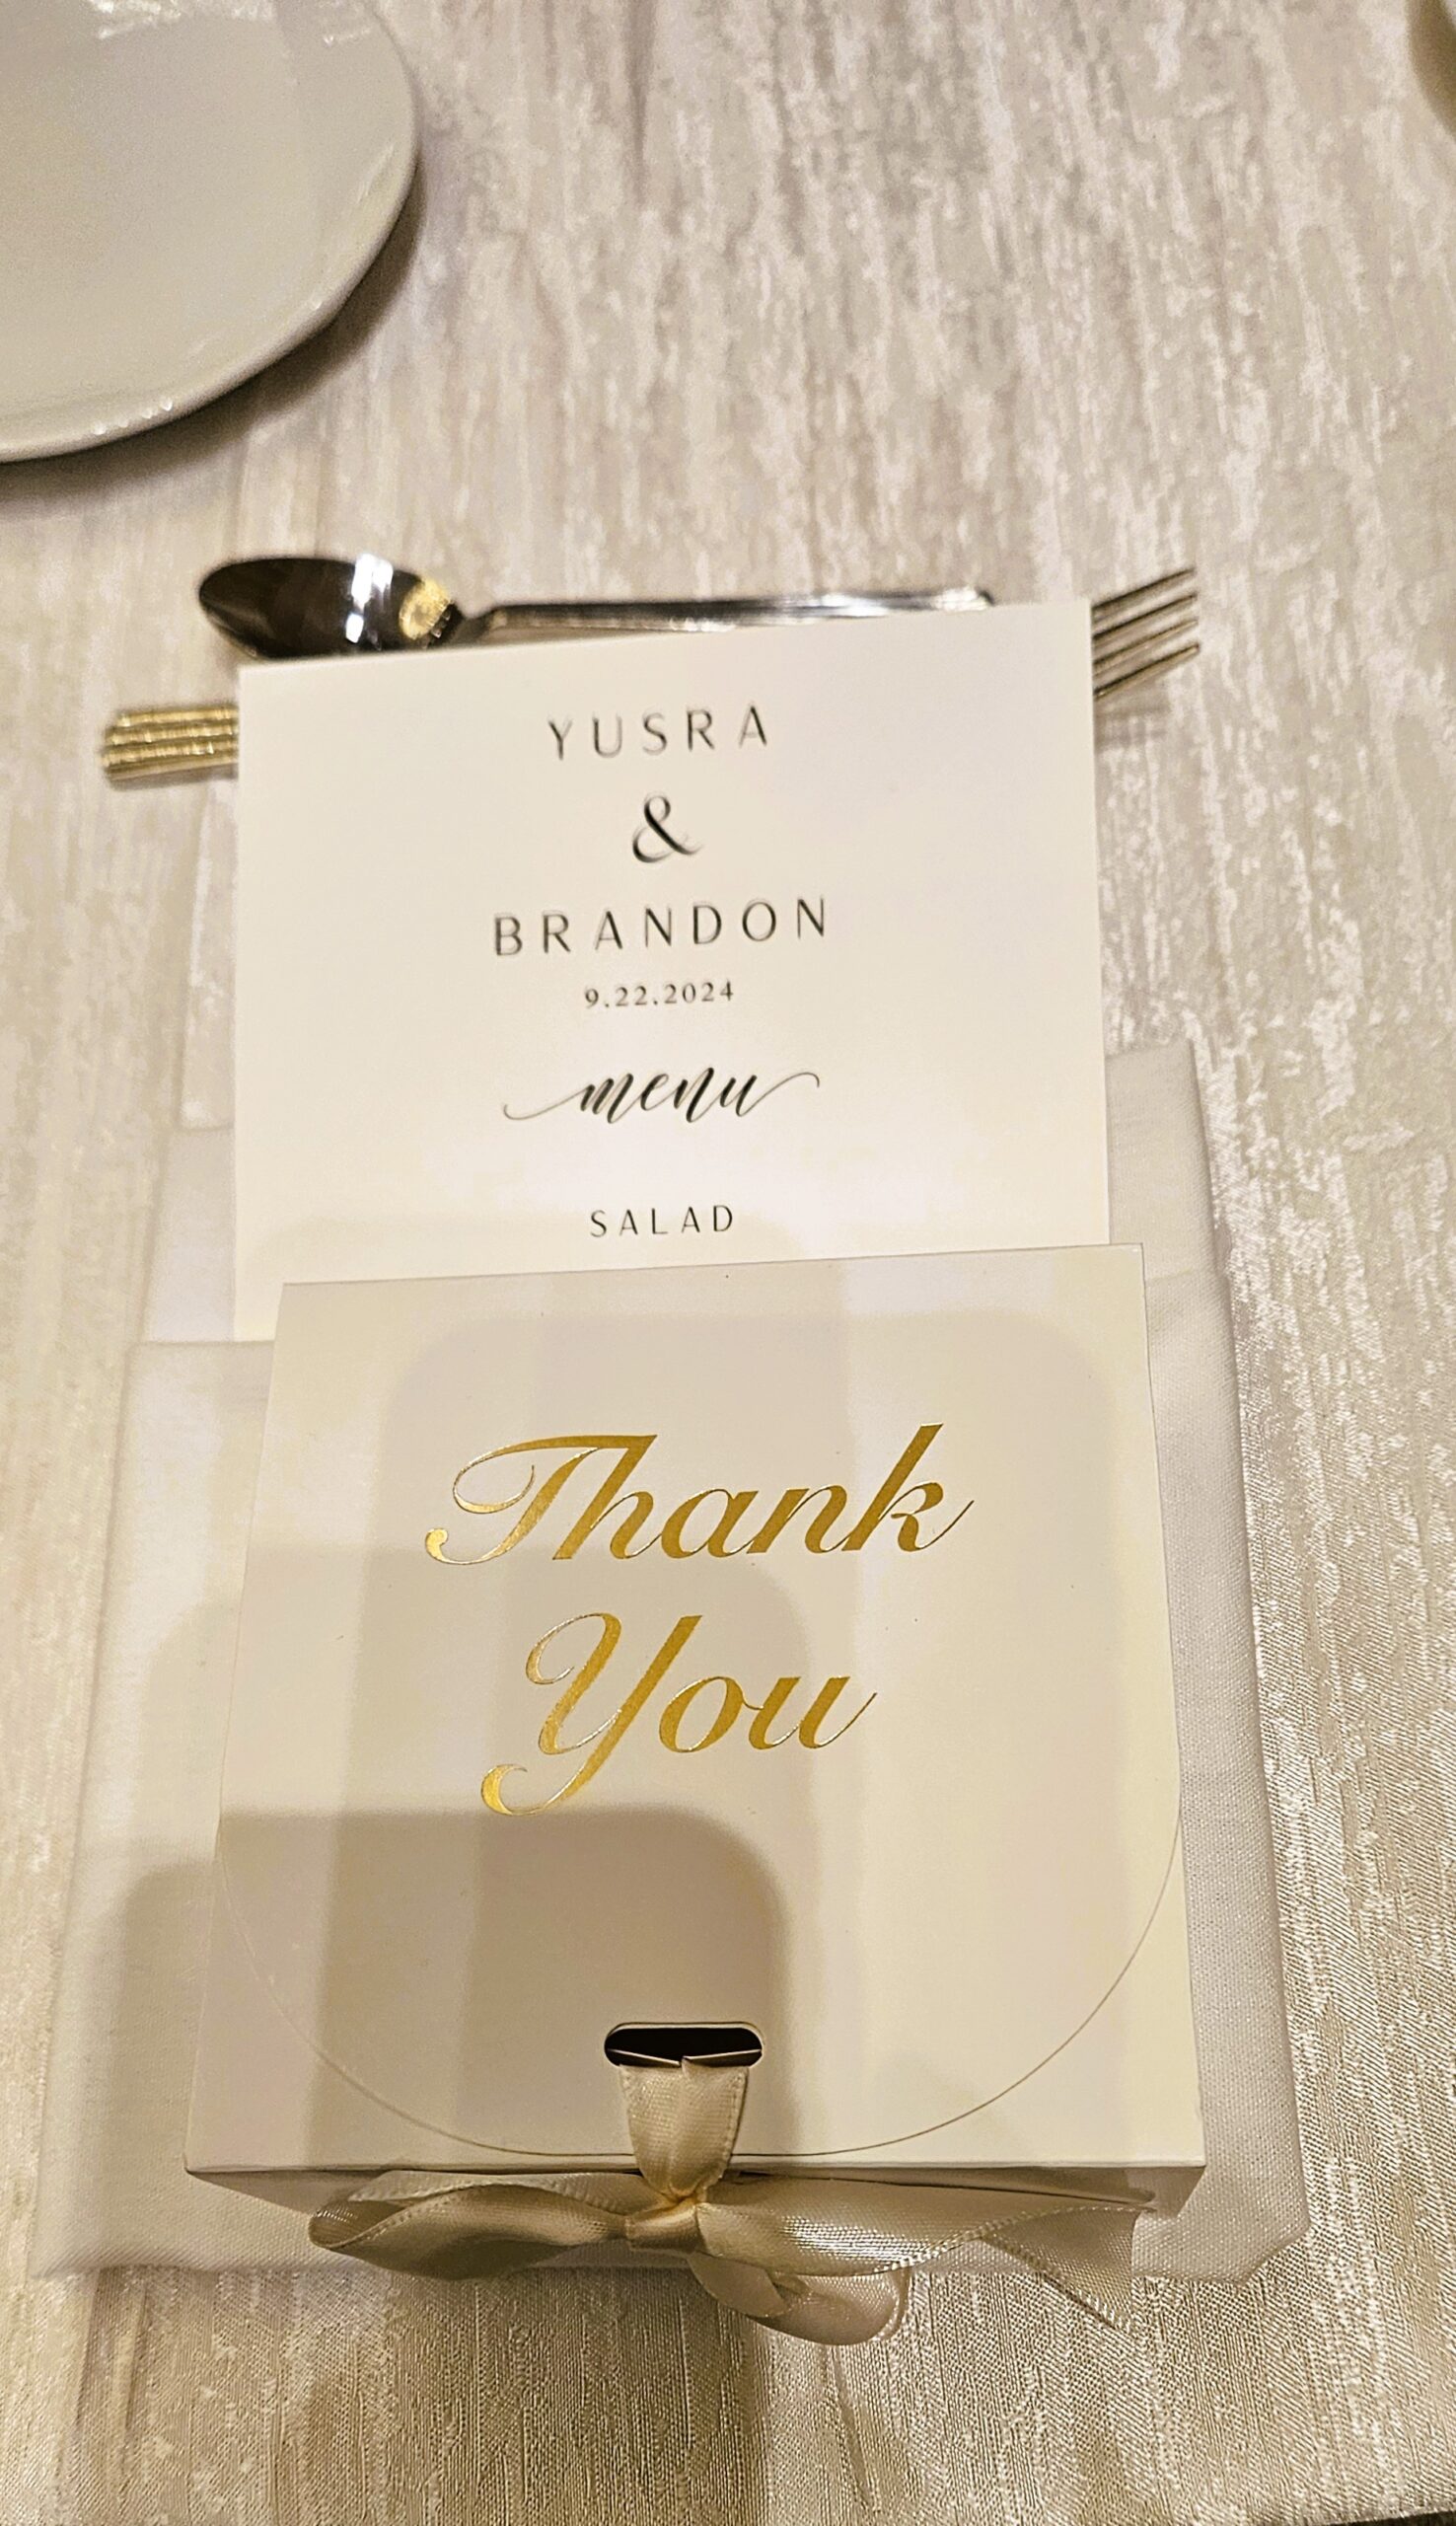 YUSRA
&
BRANDON
9.22.2024
menu
SALAD
Thank
You